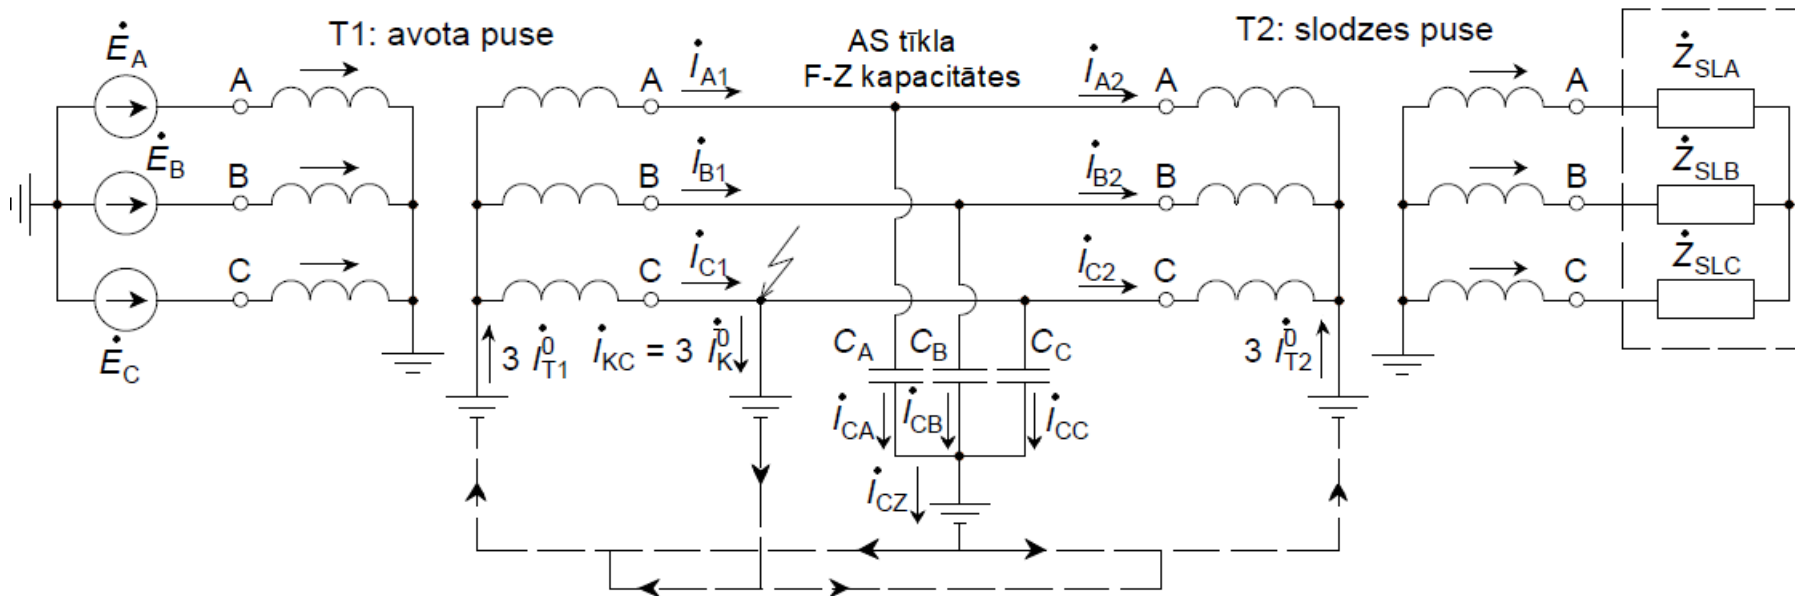 T1: avota puse
AS tīkla
F-Z kapacitātes
T2: slodzes puse
Ė_A
A
İ_A1
İ_A2
A
A
Ż_SLA
Ė_B
B
İ_B1
B
İ_B2
B
B
Ż_SLB
C
İ_C1
C
İ_C2
C
C
Ż_SLC
Ė_C
3 İ⁰_T1
İ_KC = 3 İ⁰_K
C_A
C_B
C_C
3 İ⁰_T2
İ_CA
İ_CB
İ_CC
İ_CZ